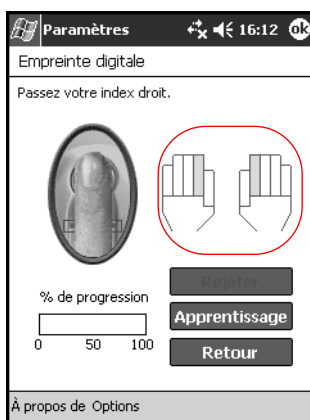 Paramètres 16:12 ok
Empreinte digitale
Passez votre index droit.
Rejeter
% de progression
Apprentissage
0 50 100
Retour
À propos de Options